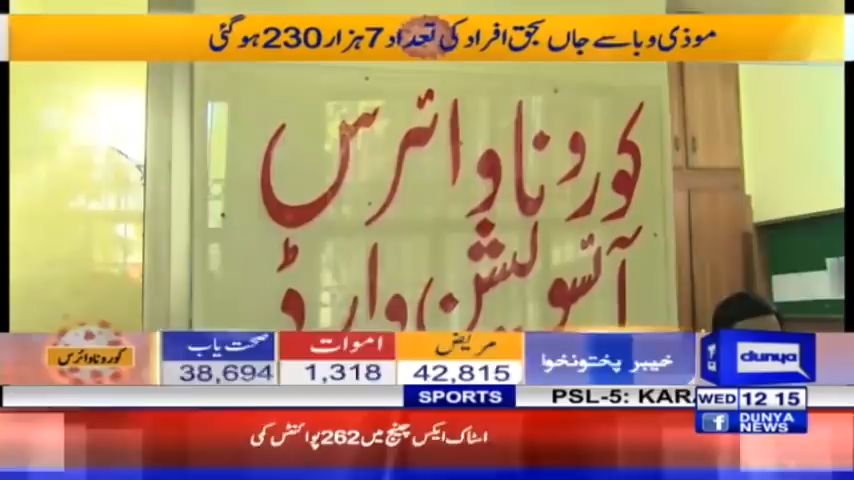 موذی وبا سے جاں بحق افراد کی تعداد 7 ہزار 230 ہو گئی
کورونا وائرس
آئسولیشن وارڈ
کورونا وائرس
صحت یاب
اموات
مریض
خیبر پختونخوا
38,694
1,318
42,815
dunya
SPORTS
PSL-5: KARA
WED 12 15
f DUNYA NEWS
اسٹاک ایکس چینج میں 262 پوائنٹس کمی